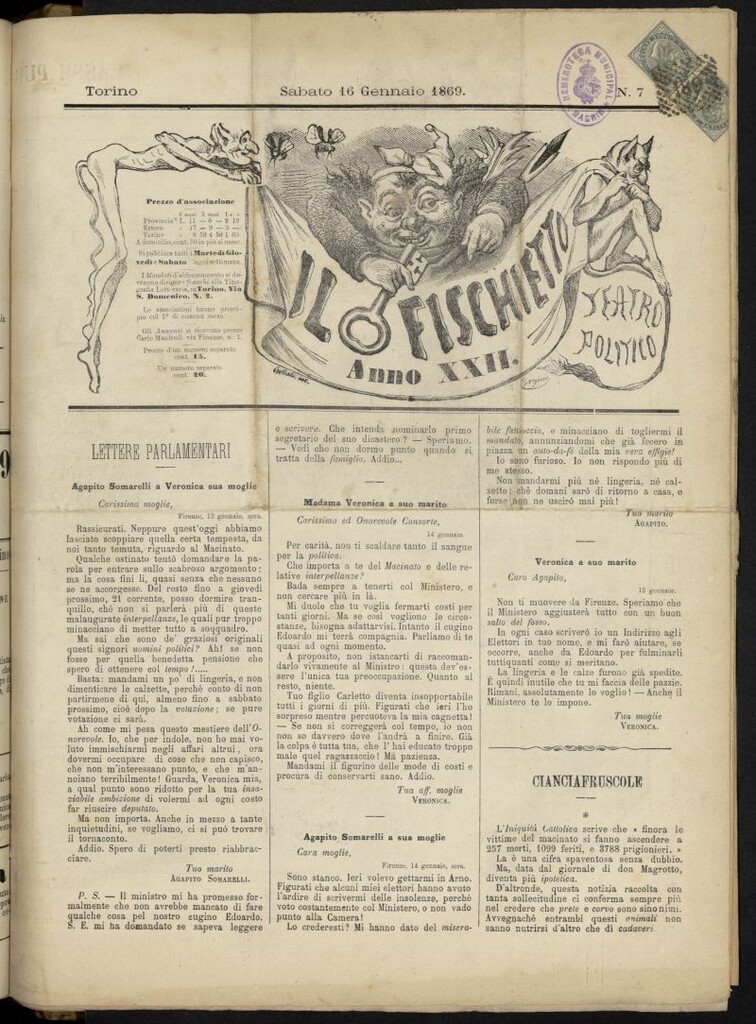 Torino
Sabato 16 Gennaio 1869.
N. 7
HEMEROTECA MUNICIPAL
MADRID
Prezzo d'associazione
A domicilio, cent. 50 in più al mese.
Si pubblica tutti i Martedì Gio-
vedì e Sabato
S. Domenico, N. 2.
Carlo Manfredi via Finanze, n. 1.
Prezzo d'un numero separato
cent. 15.
Un numero separato
cent. 20.
IL FISCHIETTO
Anno XXII.
TEATRO
POLITICO
LETTERE PARLAMENTARI
Agapito Somarelli a Veronica sua moglie
Carissima moglie,
Firenze, 13 gennaio, sera.
Rassicurati. Neppure quest'oggi abbiamo
lasciato scoppiare quella certa tempesta, da
noi tanto temuta, riguardo al Macinato.
Qualche ostinato tentò domandare la pa-
rola per entrare sullo scabroso argomento;
ma la cosa finì lì, quasi senza che nessuno
se ne accorgesse. Del resto fino a giovedì
prossimo, 21 corrente, posso dormire tran-
quillo, chè non si parlerà più di queste
malaugurate interpellanze, le quali pur troppo
minacciano di metter tutto a soqquadro.
Ma sai che sono de' graziosi originali
questi signori uomini politici? Ah! se non
fosse per quella benedetta pensione che
spero di ottenere col tempo!.....
Basta: mandami un po' di lingeria, e non
dimenticare le calzette, perchè conto di non
partirmene di qui, almeno fino a sabbato
prossimo, cioè dopo la votazione; se pure
votazione ci sarà.
Ah come mi pesa questo mestiere dell'O-
norevole. Io, che per indole, non ho mai vo-
luto immischiarmi negli affari altrui, ora
dovermi occupare di cose che non capisco,
che non m'interessano punto, e che m'an-
noiano terribilmente! Guarda, Veronica mia,
a qual punto sono ridotto per la tua insa-
ziabile ambizione di volermi ad ogni costo
far riuscire deputato.
Ma non importa. Anche in mezzo a tante
inquietudini, se vogliamo, ci si può trovare
il tornaconto.
Addio. Spero di poterti presto riabbrac-
ciare.
Tuo marito
AGAPITO SOMARELLI.
P. S. — Il ministro mi ha promesso for-
malmente che non avrebbe mancato di fare
qualche cosa pel nostro cugino Edoardo.
S. E. mi ha domandato se sapeva leggere
e scrivere. Che intenda nominarlo primo
segretario del suo dicastero? — Speriamo.
— Vedi che non dormo punto quando si
tratta della famiglia. Addio...
Madama Veronica a suo marito
Carissimo ed Onorevole Consorte,
14 gennaio.
Per carità, non ti scaldare tanto il sangue
per la politica.
Che importa a te del Macinato e delle re-
lative interpellanze?
Bada sempre a tenerti col Ministero, e
non cercare più in là.
Mi duole che tu voglia fermarti costì per
tanti giorni. Ma se così vogliono le circo-
stanze, bisogna adattavisi. Intanto il cugino
Edoardo mi terrà compagnia. Parliamo di te
quasi ad ogni momento.
A proposito, non istancarti di raccoman-
darlo vivamente al Ministro: questa dev'es-
sere l'unica tua preoccupazione. Quanto al
resto, niente.
Tuo figlio Carletto diventa insopportabile
tutti i giorni di più. Figurati che ieri l'ho
sorpreso mentre percuoteva la mia cagnetta!
— Se non si correggerà col tempo, io non
non so davvero dove l'andrà a finire. Già
la colpa è tutta tua, che l' hai educato troppo
male quel ragazzaccio! Mà pazienza.
Mandami il figurino delle mode di costì e
procura di conservarti sano. Addio.
Tua aff. moglie
VERONICA.
Agapito Somarelli a sua moglie
Cara moglie,
Firenze, 14 gennaio, sera.
Sono stanco. Ieri volevo gettarmi in Arno.
Figurati che alcuni miei elettori hanno avuto
l'ardire di scrivermi delle insolenze, perchè
voto costantemente col Ministero, o non vado
punto alla Camera!
Lo crederesti? Mi hanno dato del misera-
bile fantoccio, e minacciano di togliermi il
mandato, annunziandomi che già fecero in
piazza un auto-da-fè della mia vera effigie!
Io sono furioso. Io non rispondo più di
me stesso.
Non mandarmi più nè lingeria, nè cal-
zette; chè domani sarò di ritorno a casa, e
forse non ne uscirò mai più!
Tuo marito
AGAPITO.
Veronica a suo marito
Caro Agapito,
15 gennaio.
Non ti muovere da Firenze. Speriamo che
il Ministero aggiusterà tutto con un buon
salto del fosso.
In ogni caso scriverò io un Indirizzo agli
Elettori in tuo nome, e mi farò aiutare, se
occorre, anche da Edoardo per fulminarli
tuttiquanti come si meritano.
La lingeria e le calze furono già spedite.
È quindi inutile che tu mi faccia delle pazzie.
Rimani, assolutamente lo voglio! — Anche il
Ministero te lo impone.
Tua moglie
VERONICA.
CIANCIAFRUSCOLE
*
L'Iniquità Cattolica scrive che « finora le
vittime del macinato si fanno ascendere a
257 morti, 1099 feriti, e 3788 prigionieri. »
La è una cifra spaventosa senza dubbio.
Ma, data dal giornale di don Magrotto,
diventa più ipotetica.
D'altronde, questa notizia raccolta con
tanta sollecitudine ci conferma sempre più
nel credere che prete e corvo sono sinonimi.
Avvegnachè entrambi questi animali non
sanno nutrirsi d'altro che di cadaveri.